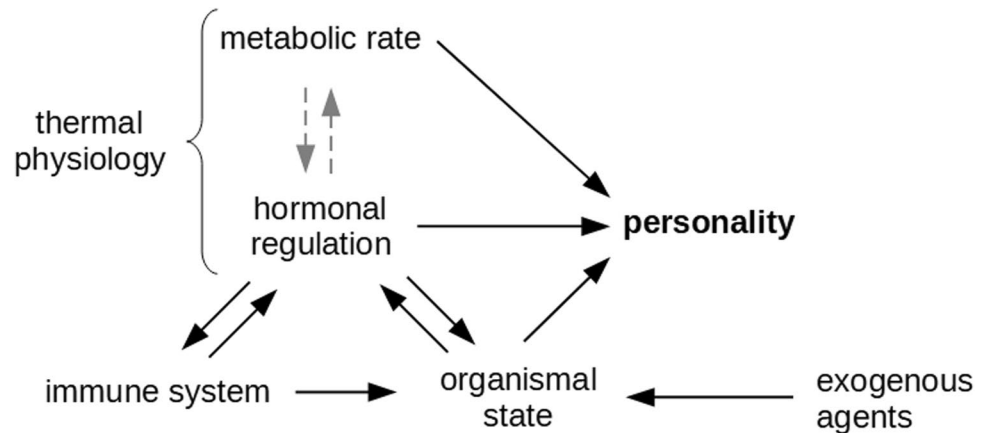 metabolic rate
thermal
physiology
hormonal
regulation
personality
immune system
organismal
state
exogenous
agents